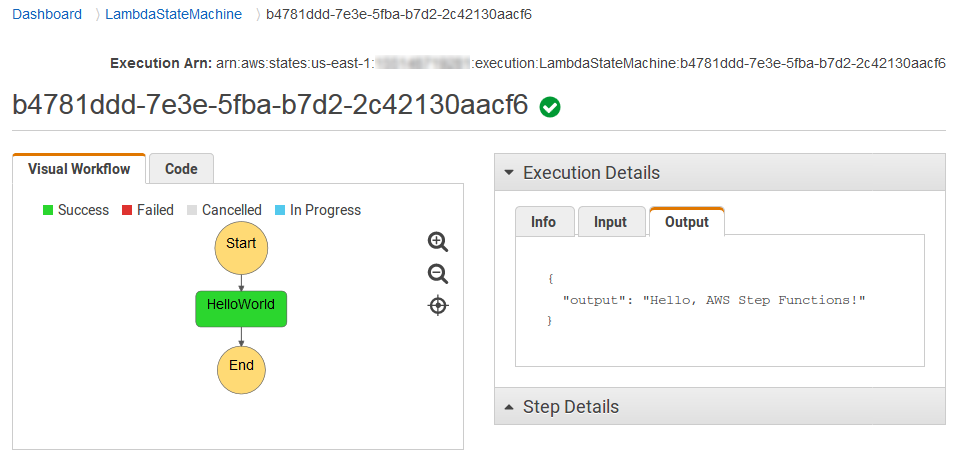 Dashboard
LambdaStateMachine
b4781ddd-7e3e-5fba-b7d2-2c42130aacf6
Execution Arn: arn:aws:states:us-east-1: :execution:LambdaStateMachine:b4781ddd-7e3e-5fba-b7d2-2c42130aacf6
b4781ddd-7e3e-5fba-b7d2-2c42130aacf6
Visual Workflow
Code
Success
Failed
Cancelled
In Progress
Start
HelloWorld
End
Execution Details
Info
Input
Output
{
"output": "Hello, AWS Step Functions!"
}
Step Details